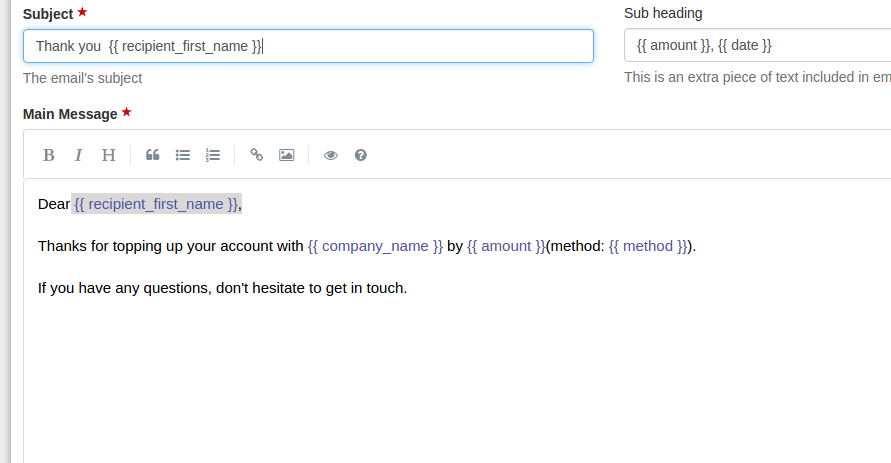 Subject ★
Sub heading
Thank you  {{ recipient_first_name }}
{{ amount }}, {{ date }}
The email's subject
This is an extra piece of text included in em
Main Message ★
B I H
Dear {{ recipient_first_name }},
Thanks for topping up your account with {{ company_name }} by {{ amount }}(method: {{ method }}).
If you have any questions, don't hesitate to get in touch.